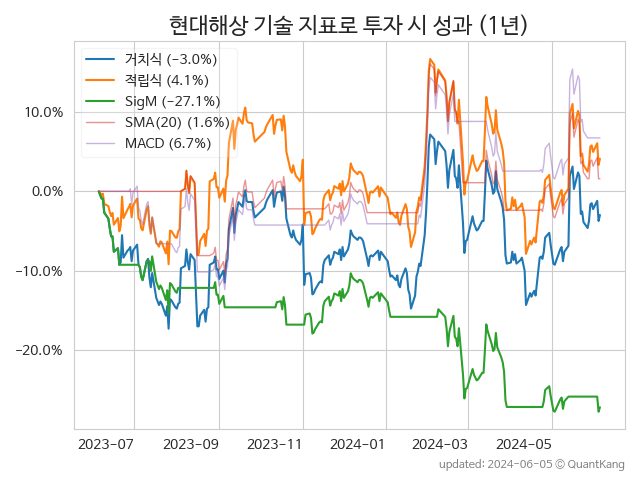 현대해상 기술 지표로 투자 시 성과 (1년)
거치식 (−3.0%)
적립식 (4.1%)
SigM (−27.1%)
SMA(20) (1.6%)
MACD (6.7%)
10.0%
0.0%
−10.0%
−20.0%
2023-07 2023-09 2023-11 2024-01 2024-03 2024-05
updated: 2024-06-05 ⓒ QuantKang